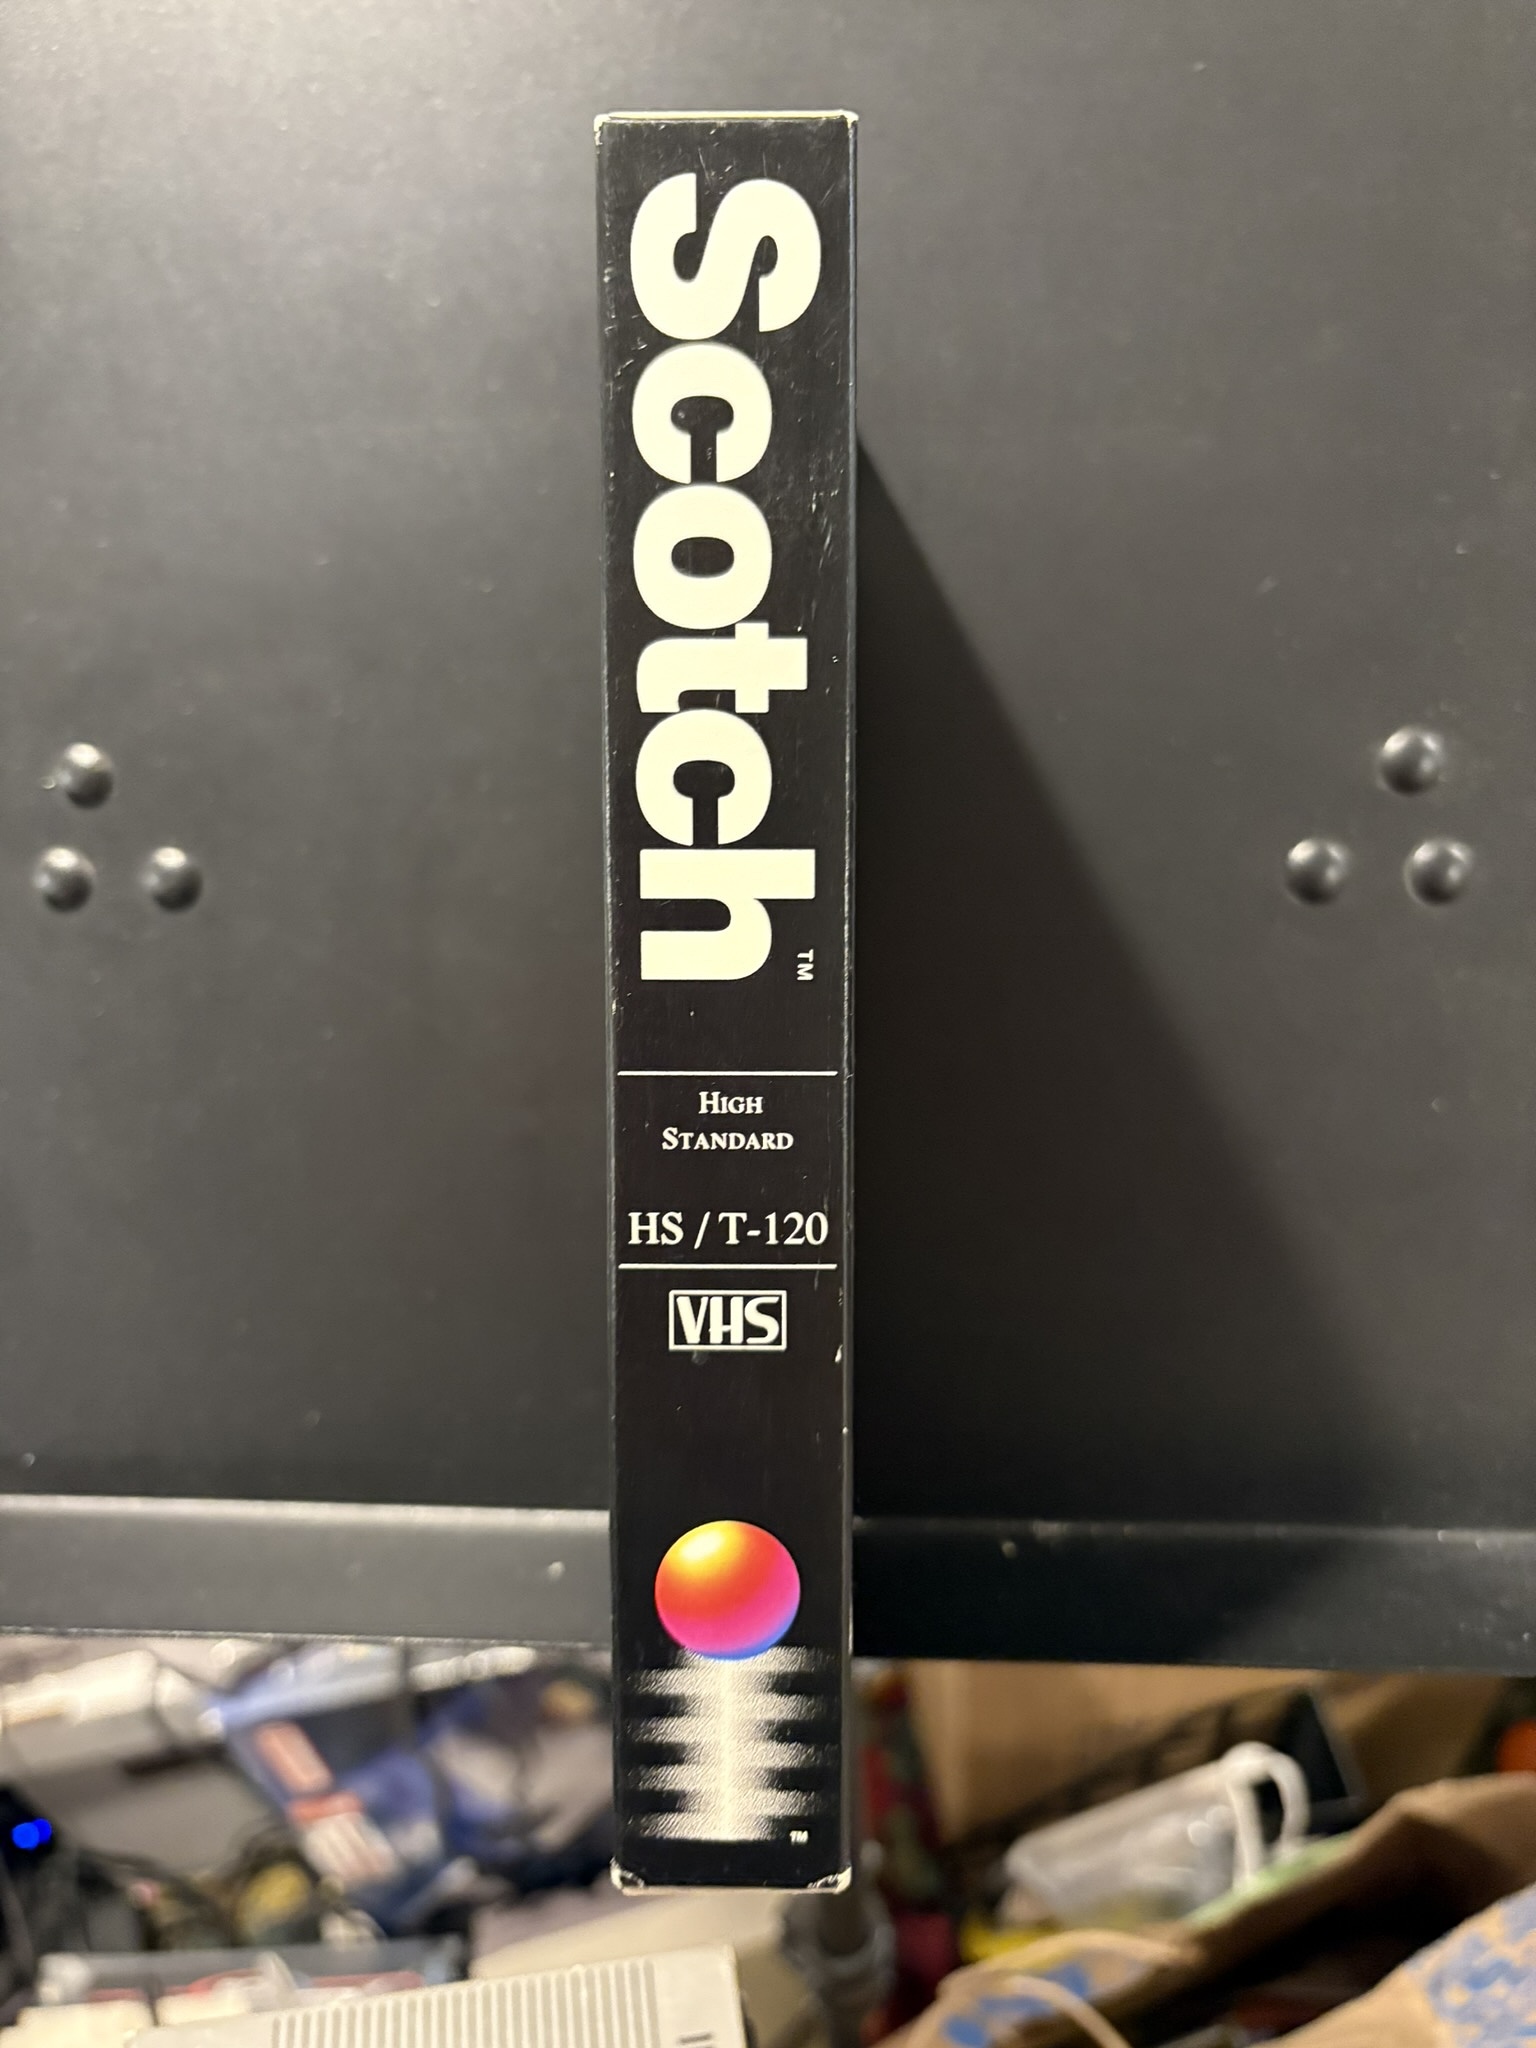 Scotch™
HIGH
STANDARD
HS / T-120
VHS
™